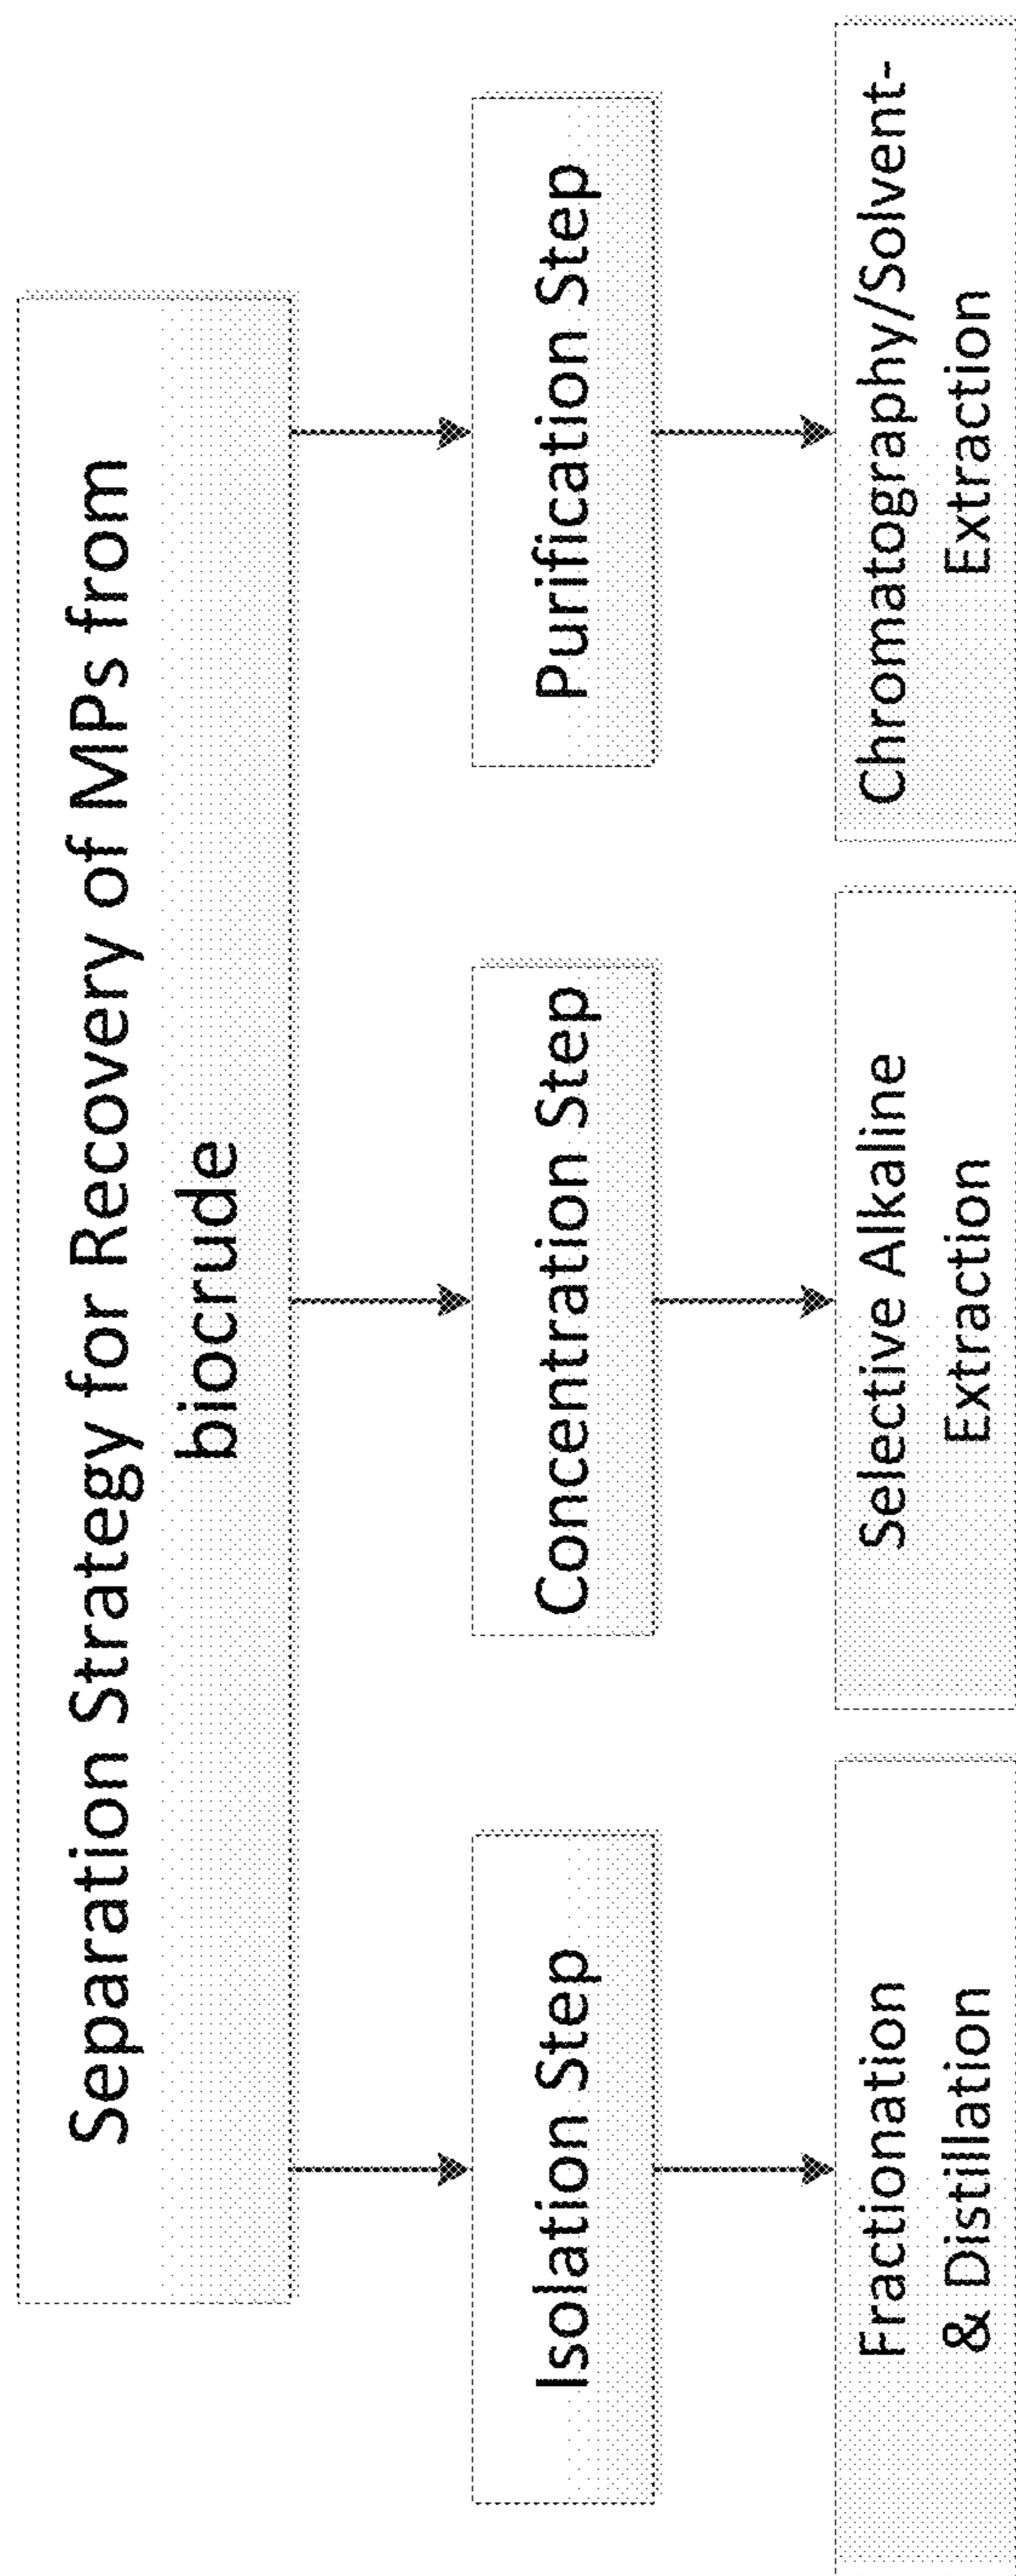 Separation Strategy for Recovery of MPs from
biocrude
Isolation Step
Concentration Step
Purification Step
Fractionation
& Distillation
Selective Alkaline
Extraction
Chromatography/Solvent-
Extraction